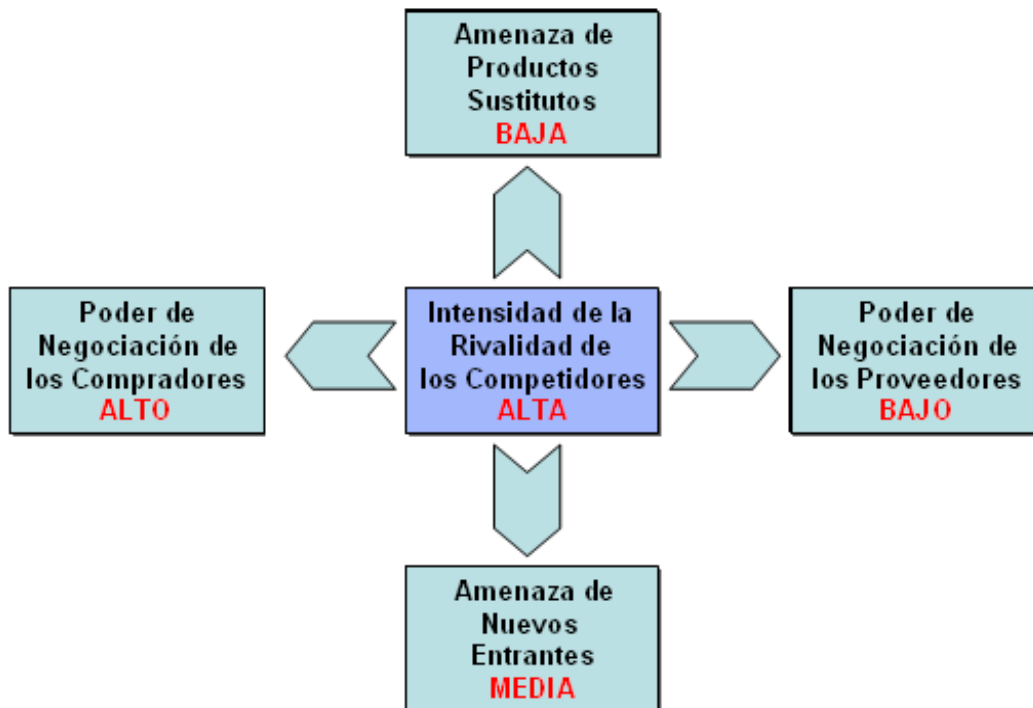 Amenaza de
Productos
Sustitutos
BAJA
Poder de
Negociación de
los Compradores
ALTO
Intensidad de la
Rivalidad de
los Competidores
ALTA
Poder de
Negociación de
los Proveedores
BAJO
Amenaza de
Nuevos
Entrantes
MEDIA